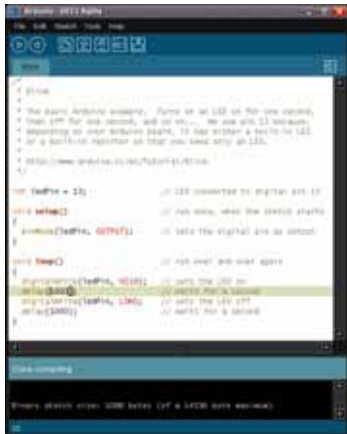 Arduino - 0011 Alpha
File Edit Sketch Tools Help
Blink
/*
* Blink
*
* The basic Arduino example. Turns on an LED on for one second,
* then off for one second, and so on... We use pin 13 because,
* depending on your Arduino board, it has either a built-in LED
* or a built-in resistor so that you need only an LED.
*
* http://www.arduino.cc/en/Tutorial/Blink
*/
int ledPin = 13; // LED connected to digital pin 13
void setup() // run once, when the sketch starts
{
pinMode(ledPin, OUTPUT); // sets the digital pin as output
}
void loop() // run over and over again
{
digitalWrite(ledPin, HIGH); // sets the LED on
// waits for a second
digitalWrite(ledPin, LOW); // sets the LED off
delay(1000); // waits for a second
}
Done compiling.
Binary sketch size: bytes (of a 14336 byte maximum)